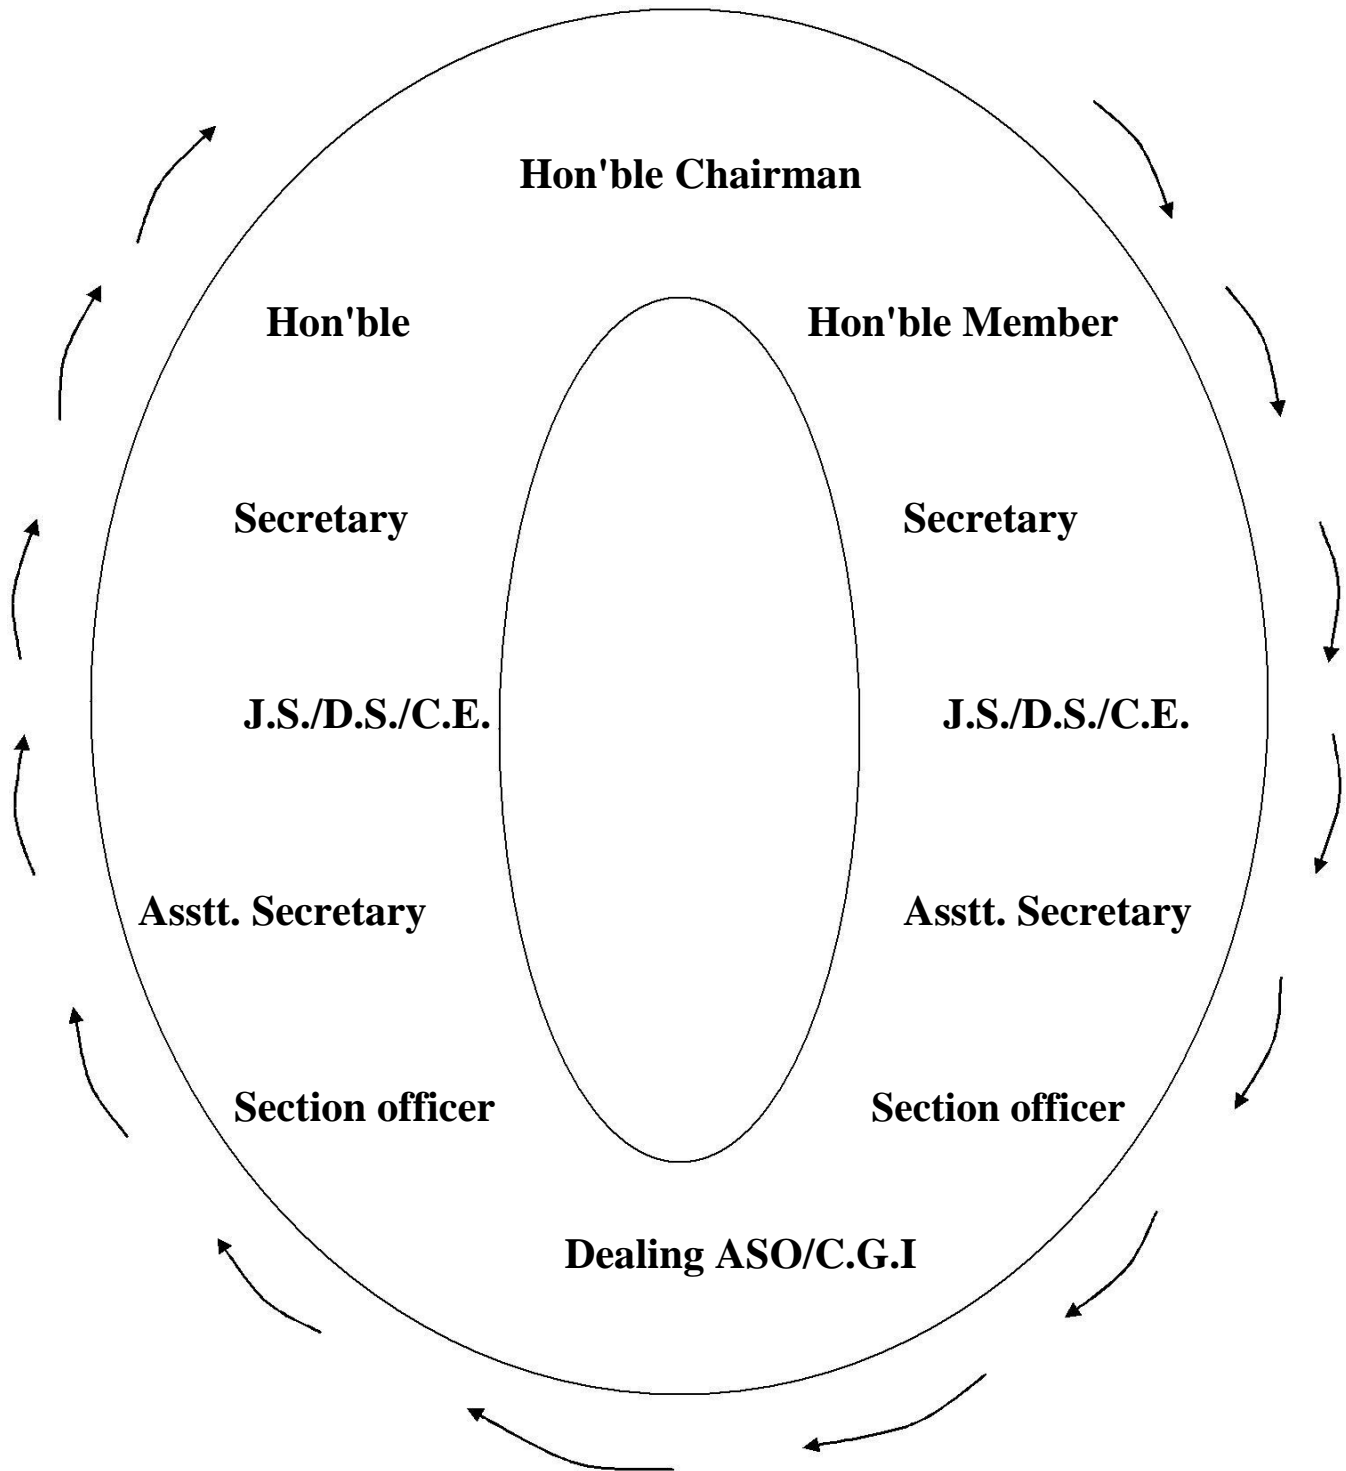 Hon'ble Chairman
Hon'ble Hon'ble Member
Secretary Secretary
J.S./D.S./C.E. J.S./D.S./C.E.
Asstt. Secretary Asstt. Secretary
Section officer Section officer
Dealing ASO/C.G.I